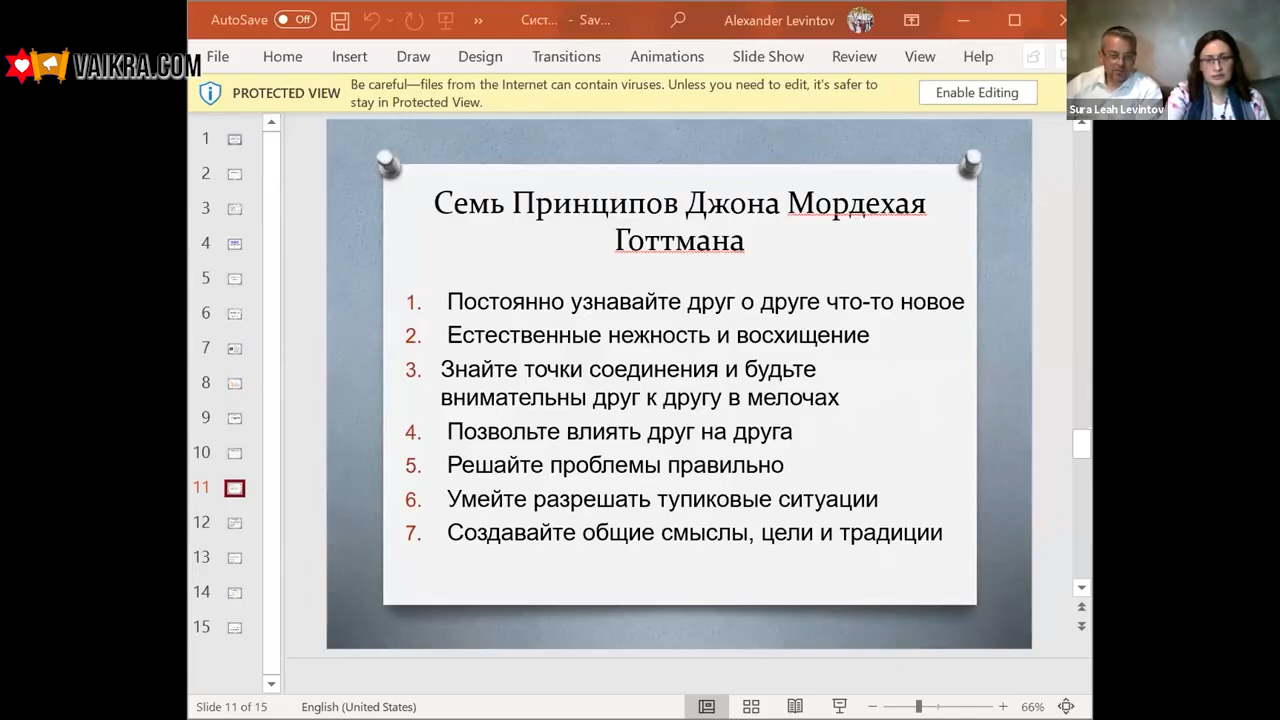 AutoSave Off Сист... - Sav... Alexander Levintov
File Home Insert Draw Design Transitions Animations Slide Show Review View Help
VAIKRA.COM
PROTECTED VIEW Be careful—files from the Internet can contain viruses. Unless you need to edit, it's safer to
stay in Protected View.
Enable Editing
Sura Leah Levintov
1
2
3
4
5
6
7
8
9
10
11
12
13
14
15
Семь Принципов Джона Мордехая
Готтмана
1. Постоянно узнавайте друг о друге что-то новое
2. Естественные нежность и восхищение
3. Знайте точки соединения и будьте
внимательны друг к другу в мелочах
4. Позвольте влиять друг на друга
5. Решайте проблемы правильно
6. Умейте разрешать тупиковые ситуации
7. Создавайте общие смыслы, цели и традиции
Slide 11 of 15 English (United States) 66%